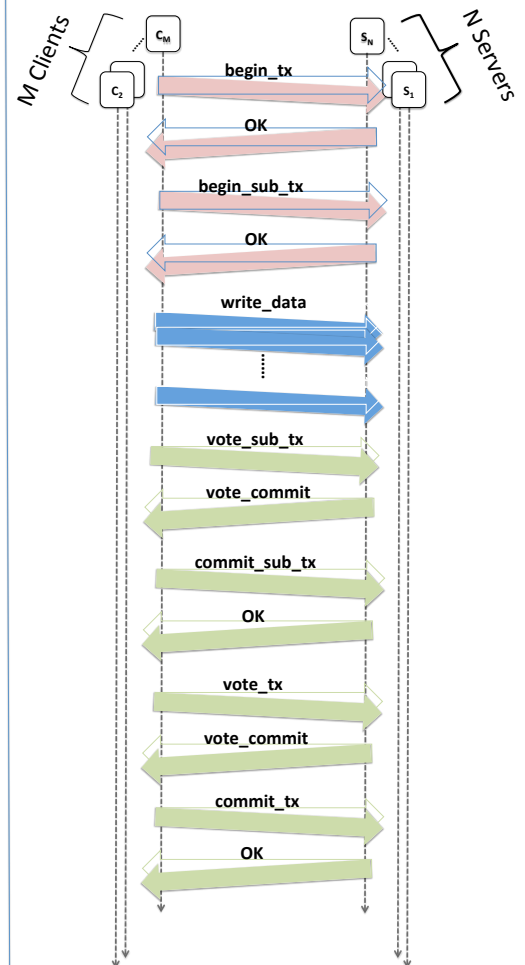 M Clients
N Servers
C_M
S_N
C_2
S_1
begin_tx
OK
begin_sub_tx
OK
write_data
vote_sub_tx
vote_commit
commit_sub_tx
OK
vote_tx
vote_commit
commit_tx
OK